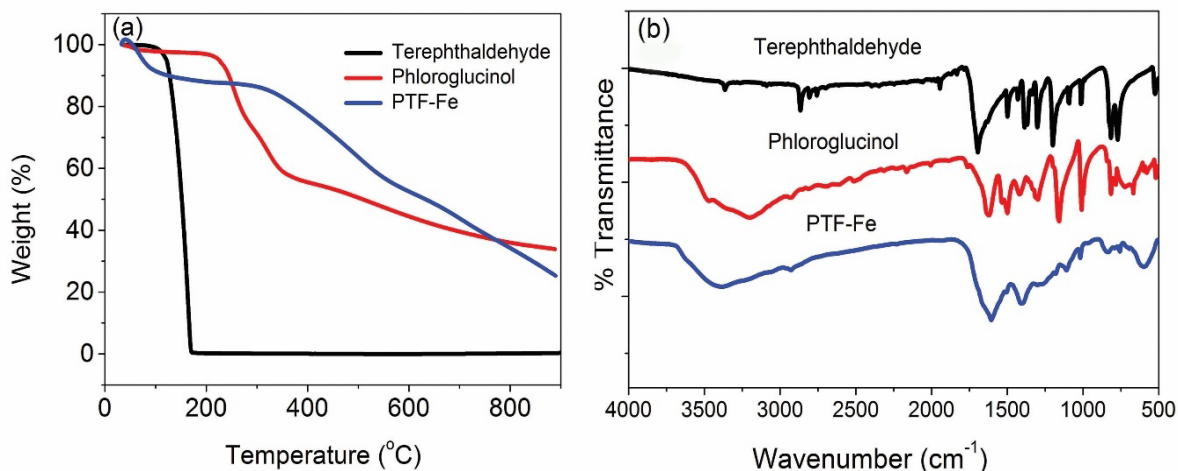 (a)
Terephthaldehyde
Phloroglucinol
PTF-Fe
100
80
60
40
20
0
Weight (%)
0 200 400 600 800
Temperature (°C)
(b)
Terephthaldehyde
Phloroglucinol
PTF-Fe
% Transmittance
4000 3500 3000 2500 2000 1500 1000 500
Wavenumber (cm⁻¹)